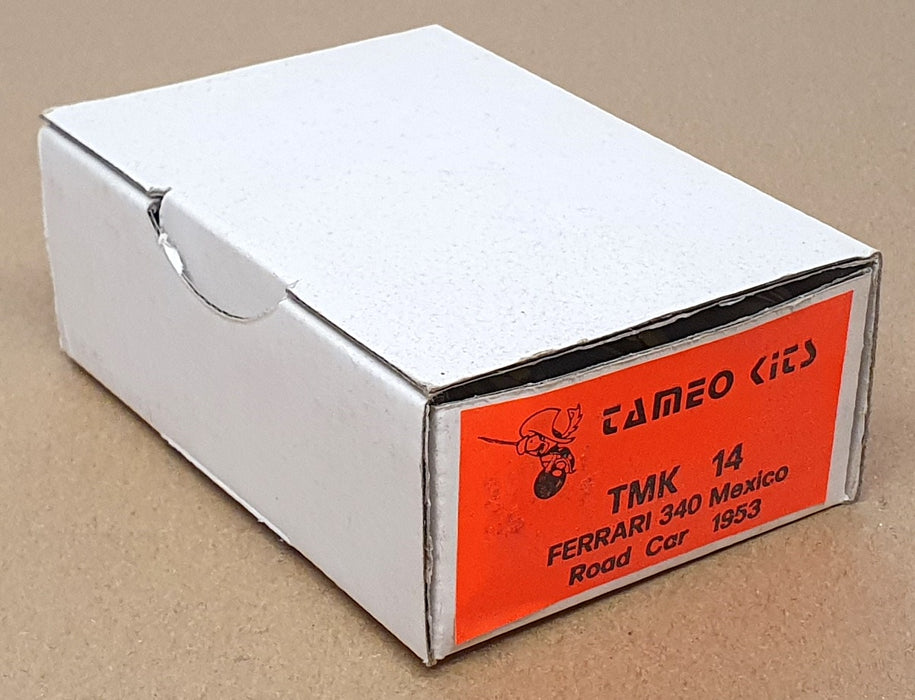 TAMEO KITS
TMK 14
FERRARI 340 Mexico
Road Car 1953